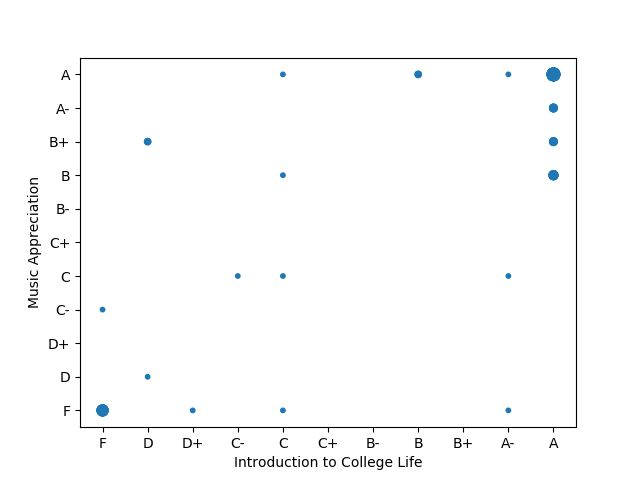 A
A-
B+
B
B-
C+
C
C-
D+
D
F
Music Appreciation
F D D+ C- C C+ B- B B+ A- A
Introduction to College Life